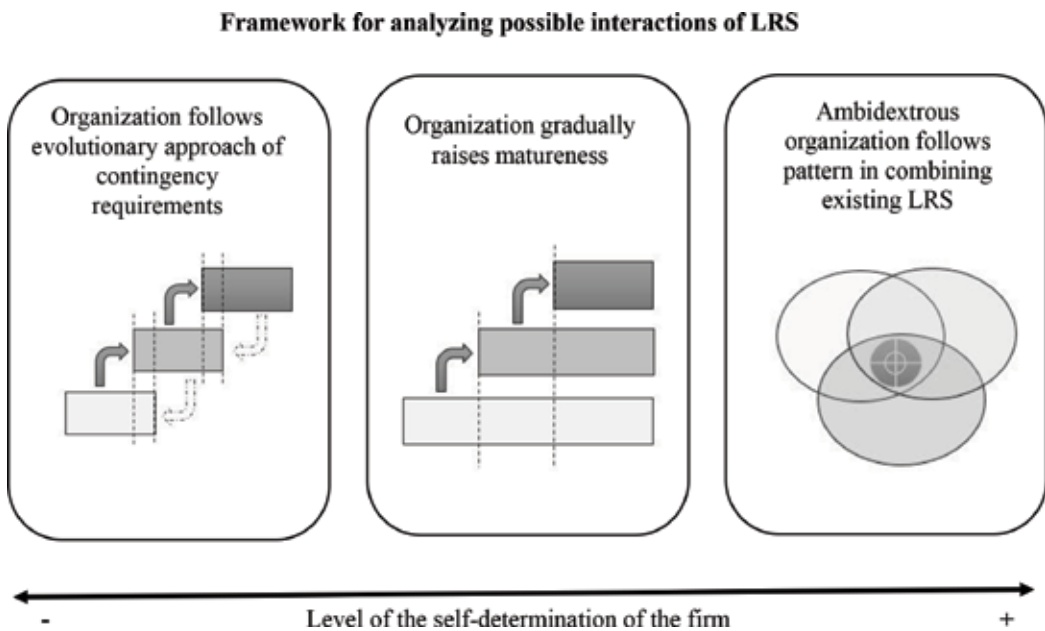 Framework for analyzing possible interactions of LRS
Organization follows
evolutionary approach of
contingency
requirements
Organization gradually
raises matureness
Ambidextrous
organization follows
pattern in combining
existing LRS
-
Level of the self-determination of the firm
+